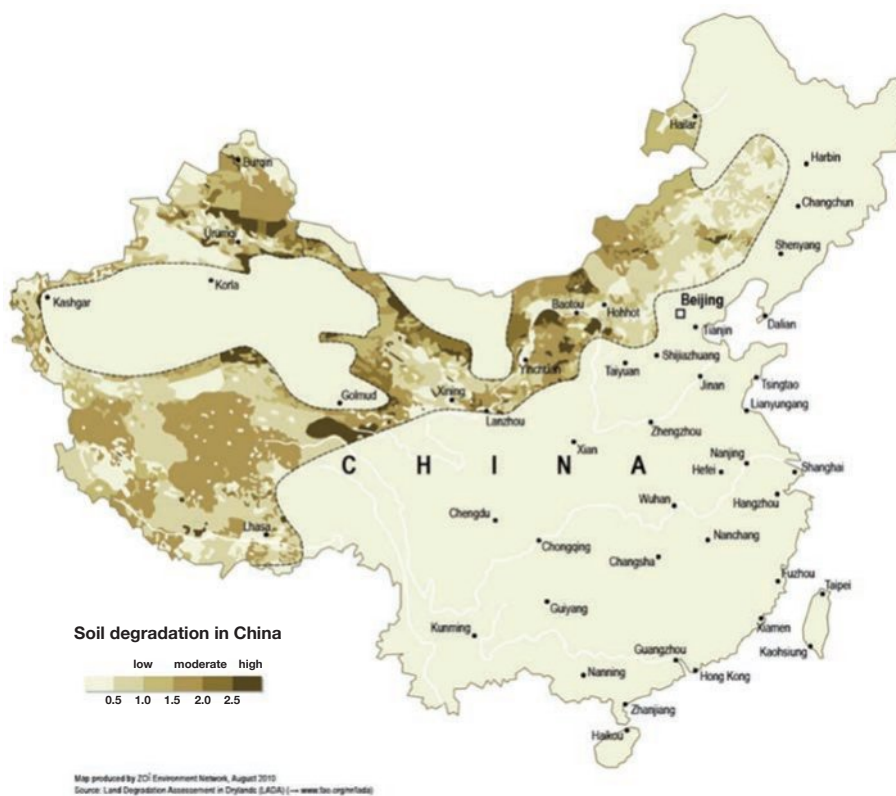 Hailar
Harbin
Burqin
Changchun
Urumqi
Shenyang
Korla
Kashgar
Baotou
Hohhot
Beijing
Dalian
Tianjin
Yinchuan
Shijiazhuang
Taiyuan
Jinan
Tsingtao
Golmud
Xining
Lianyungang
Lanzhou
Zhengzhou
Xian
C H I N A
Nanjing
Hefei
Shanghai
Wuhan
Hangzhou
Chengdu
Lhasa
Chongqing
Nanchang
Changsha
Fuzhou
Taipei
Guiyang
Kunming
Xiamen
Kaohsiung
Guangzhou
Hong Kong
Nanning
Zhanjiang
Haikou
Soil degradation in China
low moderate high
0.5 1.0 1.5 2.0 2.5
Map produced by ZOÏ Environment Network, August 2010
Source: Land Degradation Assessement in Drylands (LADA) (→ www.fao.org/nr/lada)